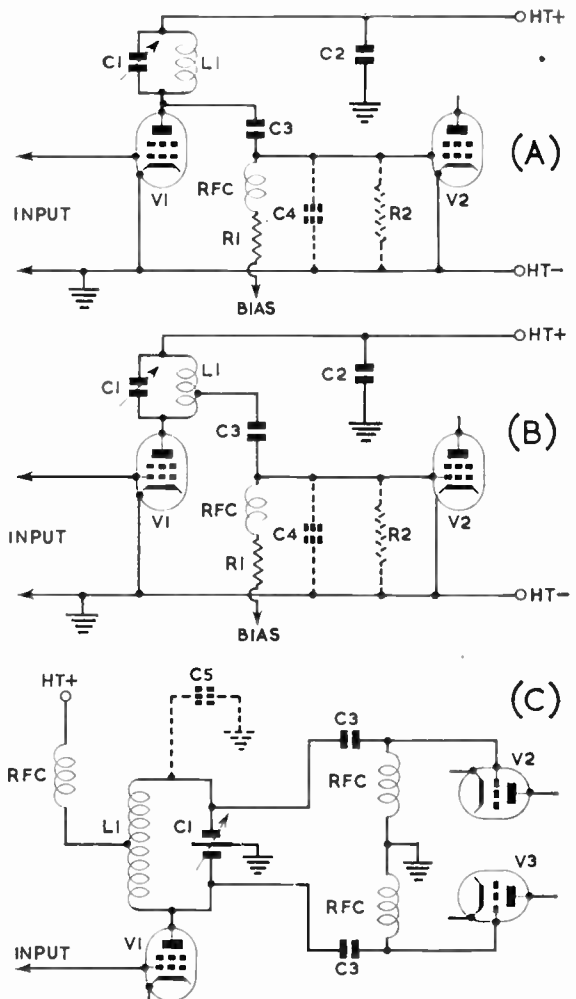 HT+
C1
L1
C2
C3
(A)
V1
RFC
C4
R2
V2
INPUT
R1
HT-
BIAS
HT+
L1
C1
C2
C3
(B)
V1
RFC
C4
R2
V2
INPUT
R1
HT-
BIAS
HT+
C5
(C)
C3
RFC
RFC
V2
L1
C1
V3
RFC
V1
INPUT
C3